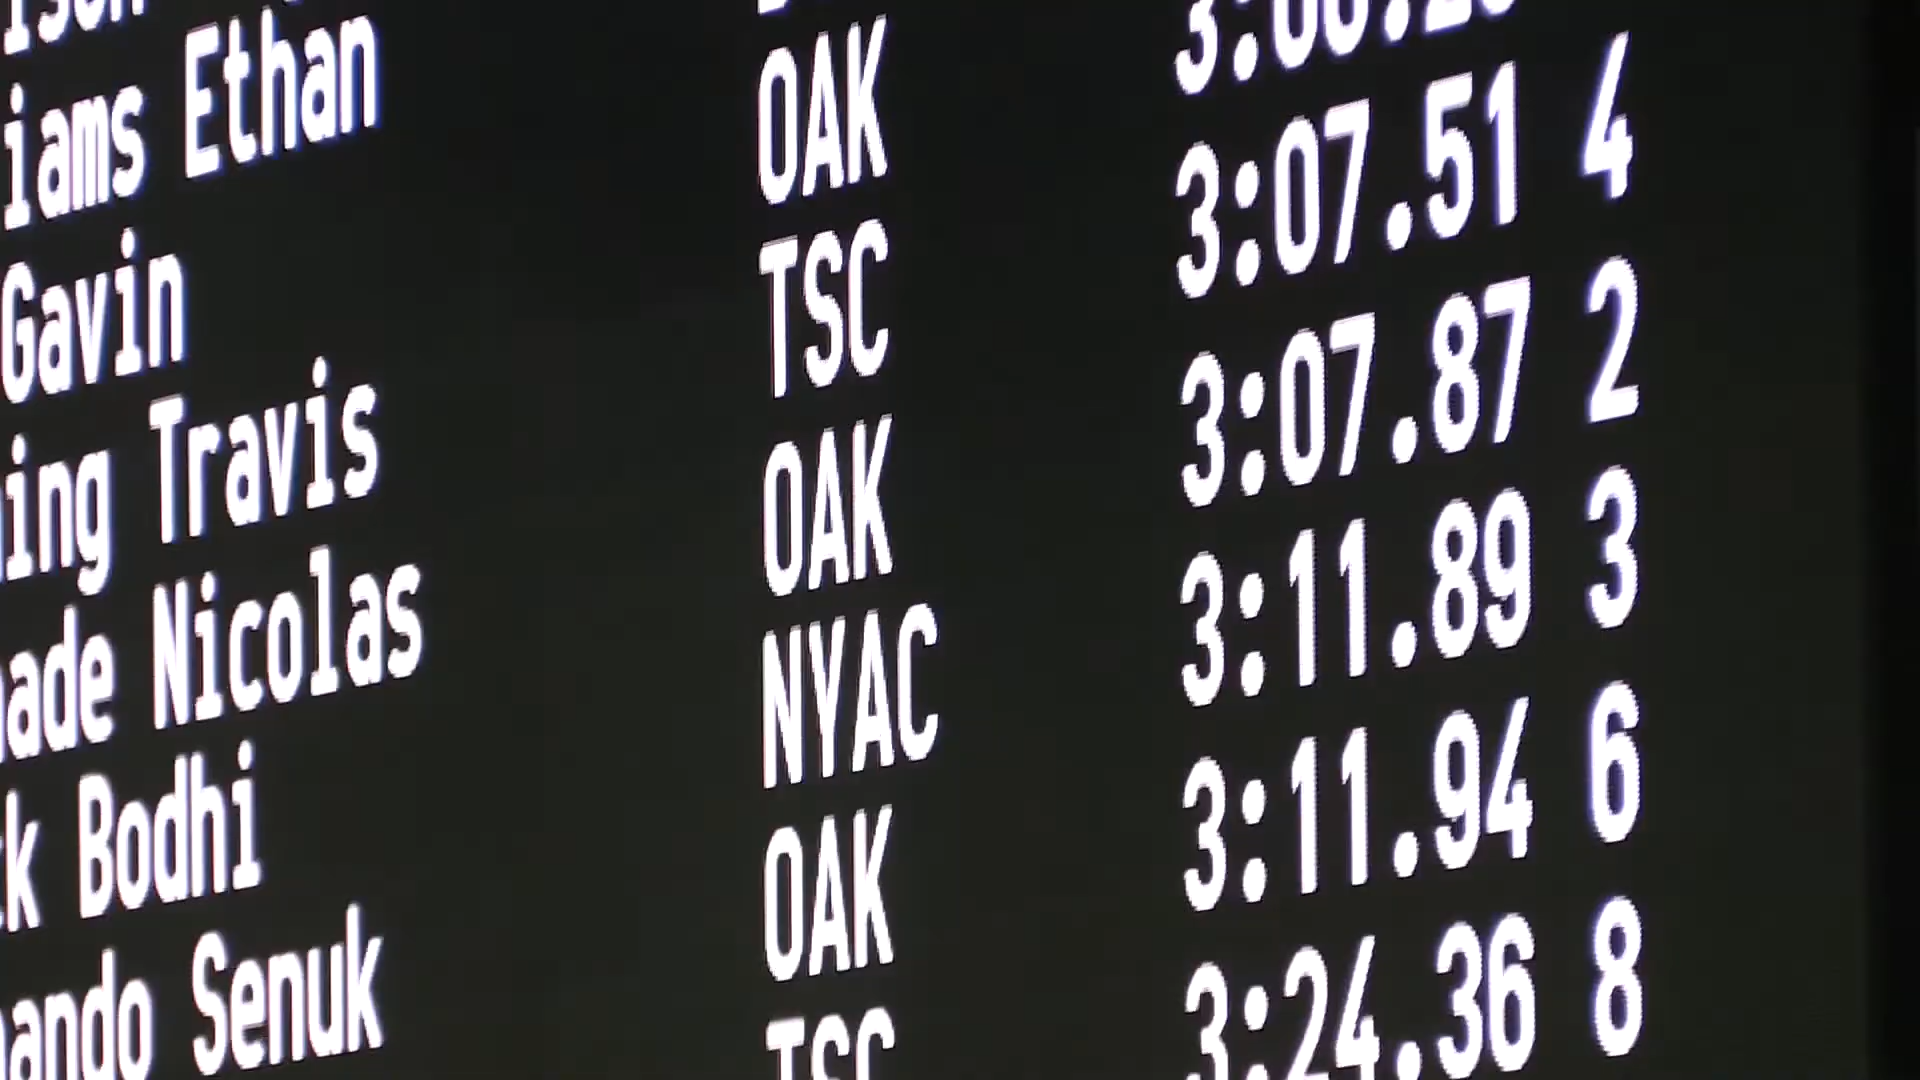 iams Ethan
Gavin OAK
ing Travis TSC 3:07.51 4
ade Nicolas OAK 3:07.87 2
k Bodhi NYAC 3:11.89 3
ando Senuk OAK 3:11.94 6
TSC 3:24.36 8